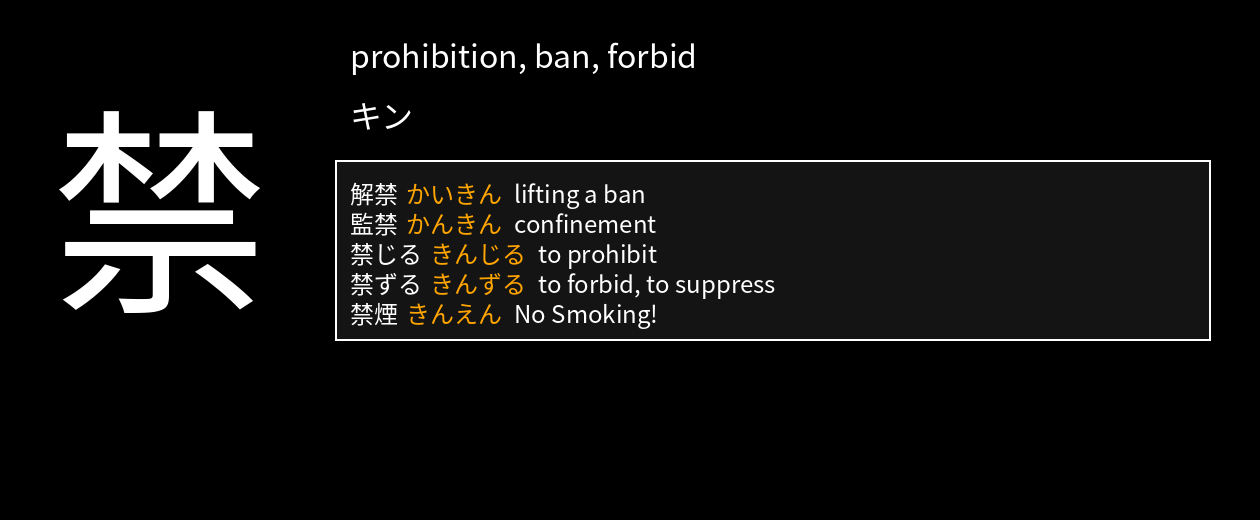 禁
prohibition, ban, forbid
キン
解禁 かいきん lifting a ban
監禁 かんきん confinement
禁じる きんじる to prohibit
禁ずる きんずる to forbid, to suppress
禁煙 きんえん No Smoking!